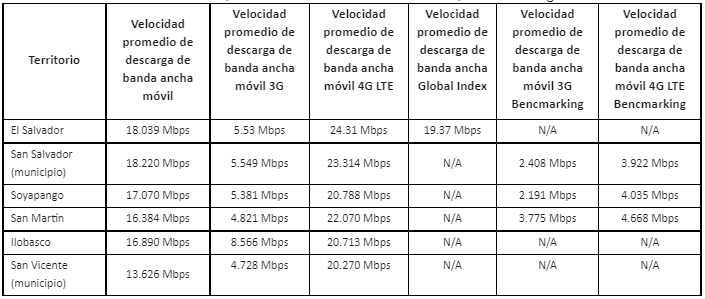 Territorio | Velocidad promedio de descarga de banda ancha móvil | Velocidad promedio de descarga de banda ancha móvil 3G | Velocidad promedio de descarga de banda ancha móvil 4G LTE | Velocidad promedio de descarga de banda ancha Global Index | Velocidad promedio de descarga de banda ancha móvil 3G Bencmarking | Velocidad promedio de descarga de banda ancha móvil 4G LTE Bencmarking
El Salvador | 18.039 Mbps | 5.53 Mbps | 24.31 Mbps | 19.37 Mbps | N/A | N/A
San Salvador (municipio) | 18.220 Mbps | 5.549 Mbps | 23.314 Mbps | N/A | 2.408 Mbps | 3.922 Mbps
Soyapango | 17.070 Mbps | 5.381 Mbps | 20.788 Mbps | N/A | 2.191 Mbps | 4.035 Mbps
San Martín | 16.384 Mbps | 4.821 Mbps | 22.070 Mbps | N/A | 3.775 Mbps | 4.668 Mbps
Ilobasco | 16.890 Mbps | 8.566 Mbps | 20.713 Mbps | N/A | N/A | N/A
San Vicente (municipio) | 13.626 Mbps | 4.728 Mbps | 20.270 Mbps | N/A | N/A | N/A